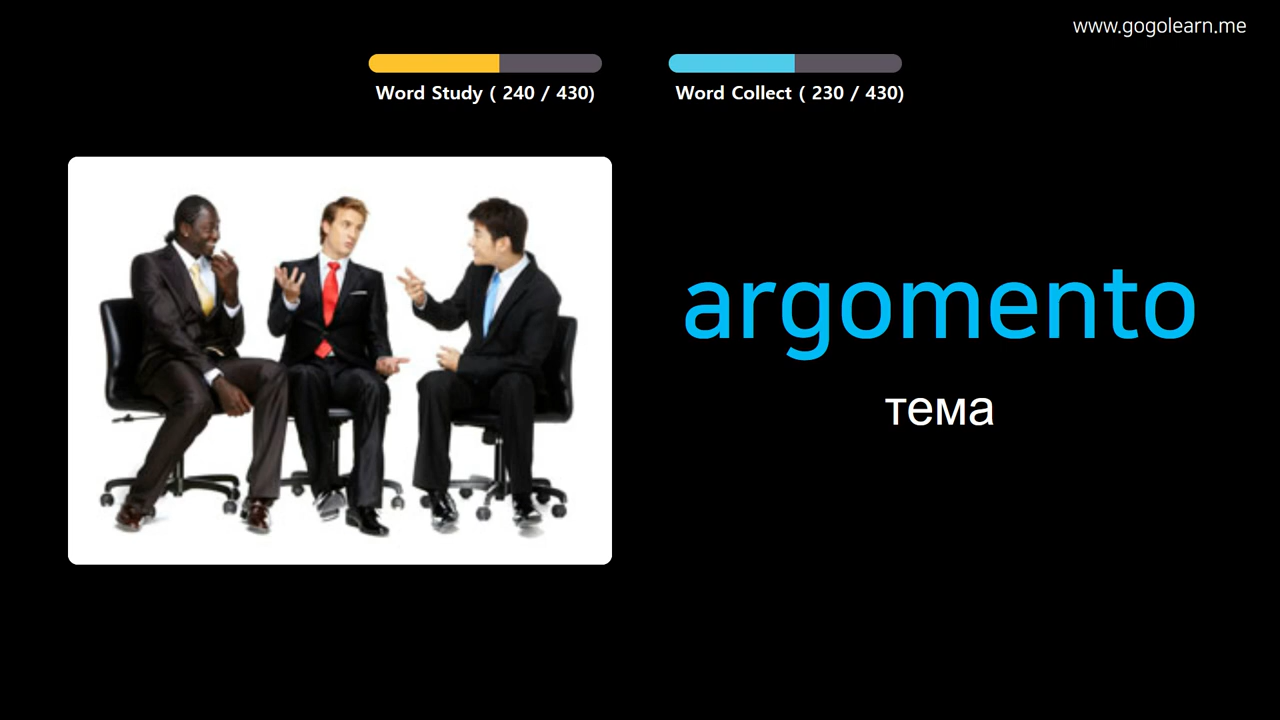 www.gogolearn.me
Word Study ( 240 / 430)
Word Collect ( 230 / 430)
argomento
тема